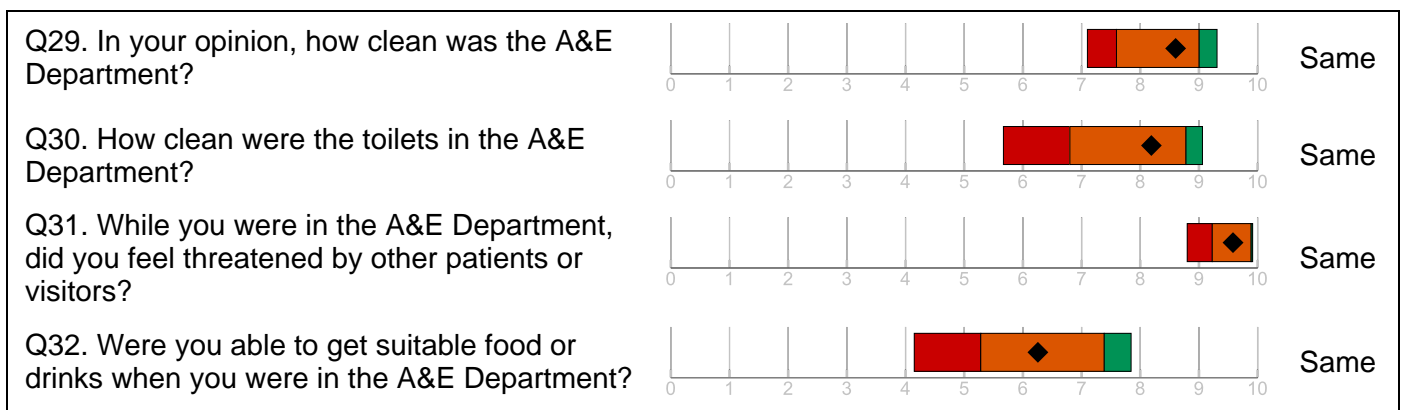 Q29. In your opinion, how clean was the A&E
Department?
Same
0 1 2 3 4 5 6 7 8 9 10
Q30. How clean were the toilets in the A&E
Department?
Same
0 1 2 3 4 5 6 7 8 9 10
Q31. While you were in the A&E Department,
did you feel threatened by other patients or
visitors?
Same
0 1 2 3 4 5 6 7 8 9 10
Q32. Were you able to get suitable food or
drinks when you were in the A&E Department?
Same
0 1 2 3 4 5 6 7 8 9 10